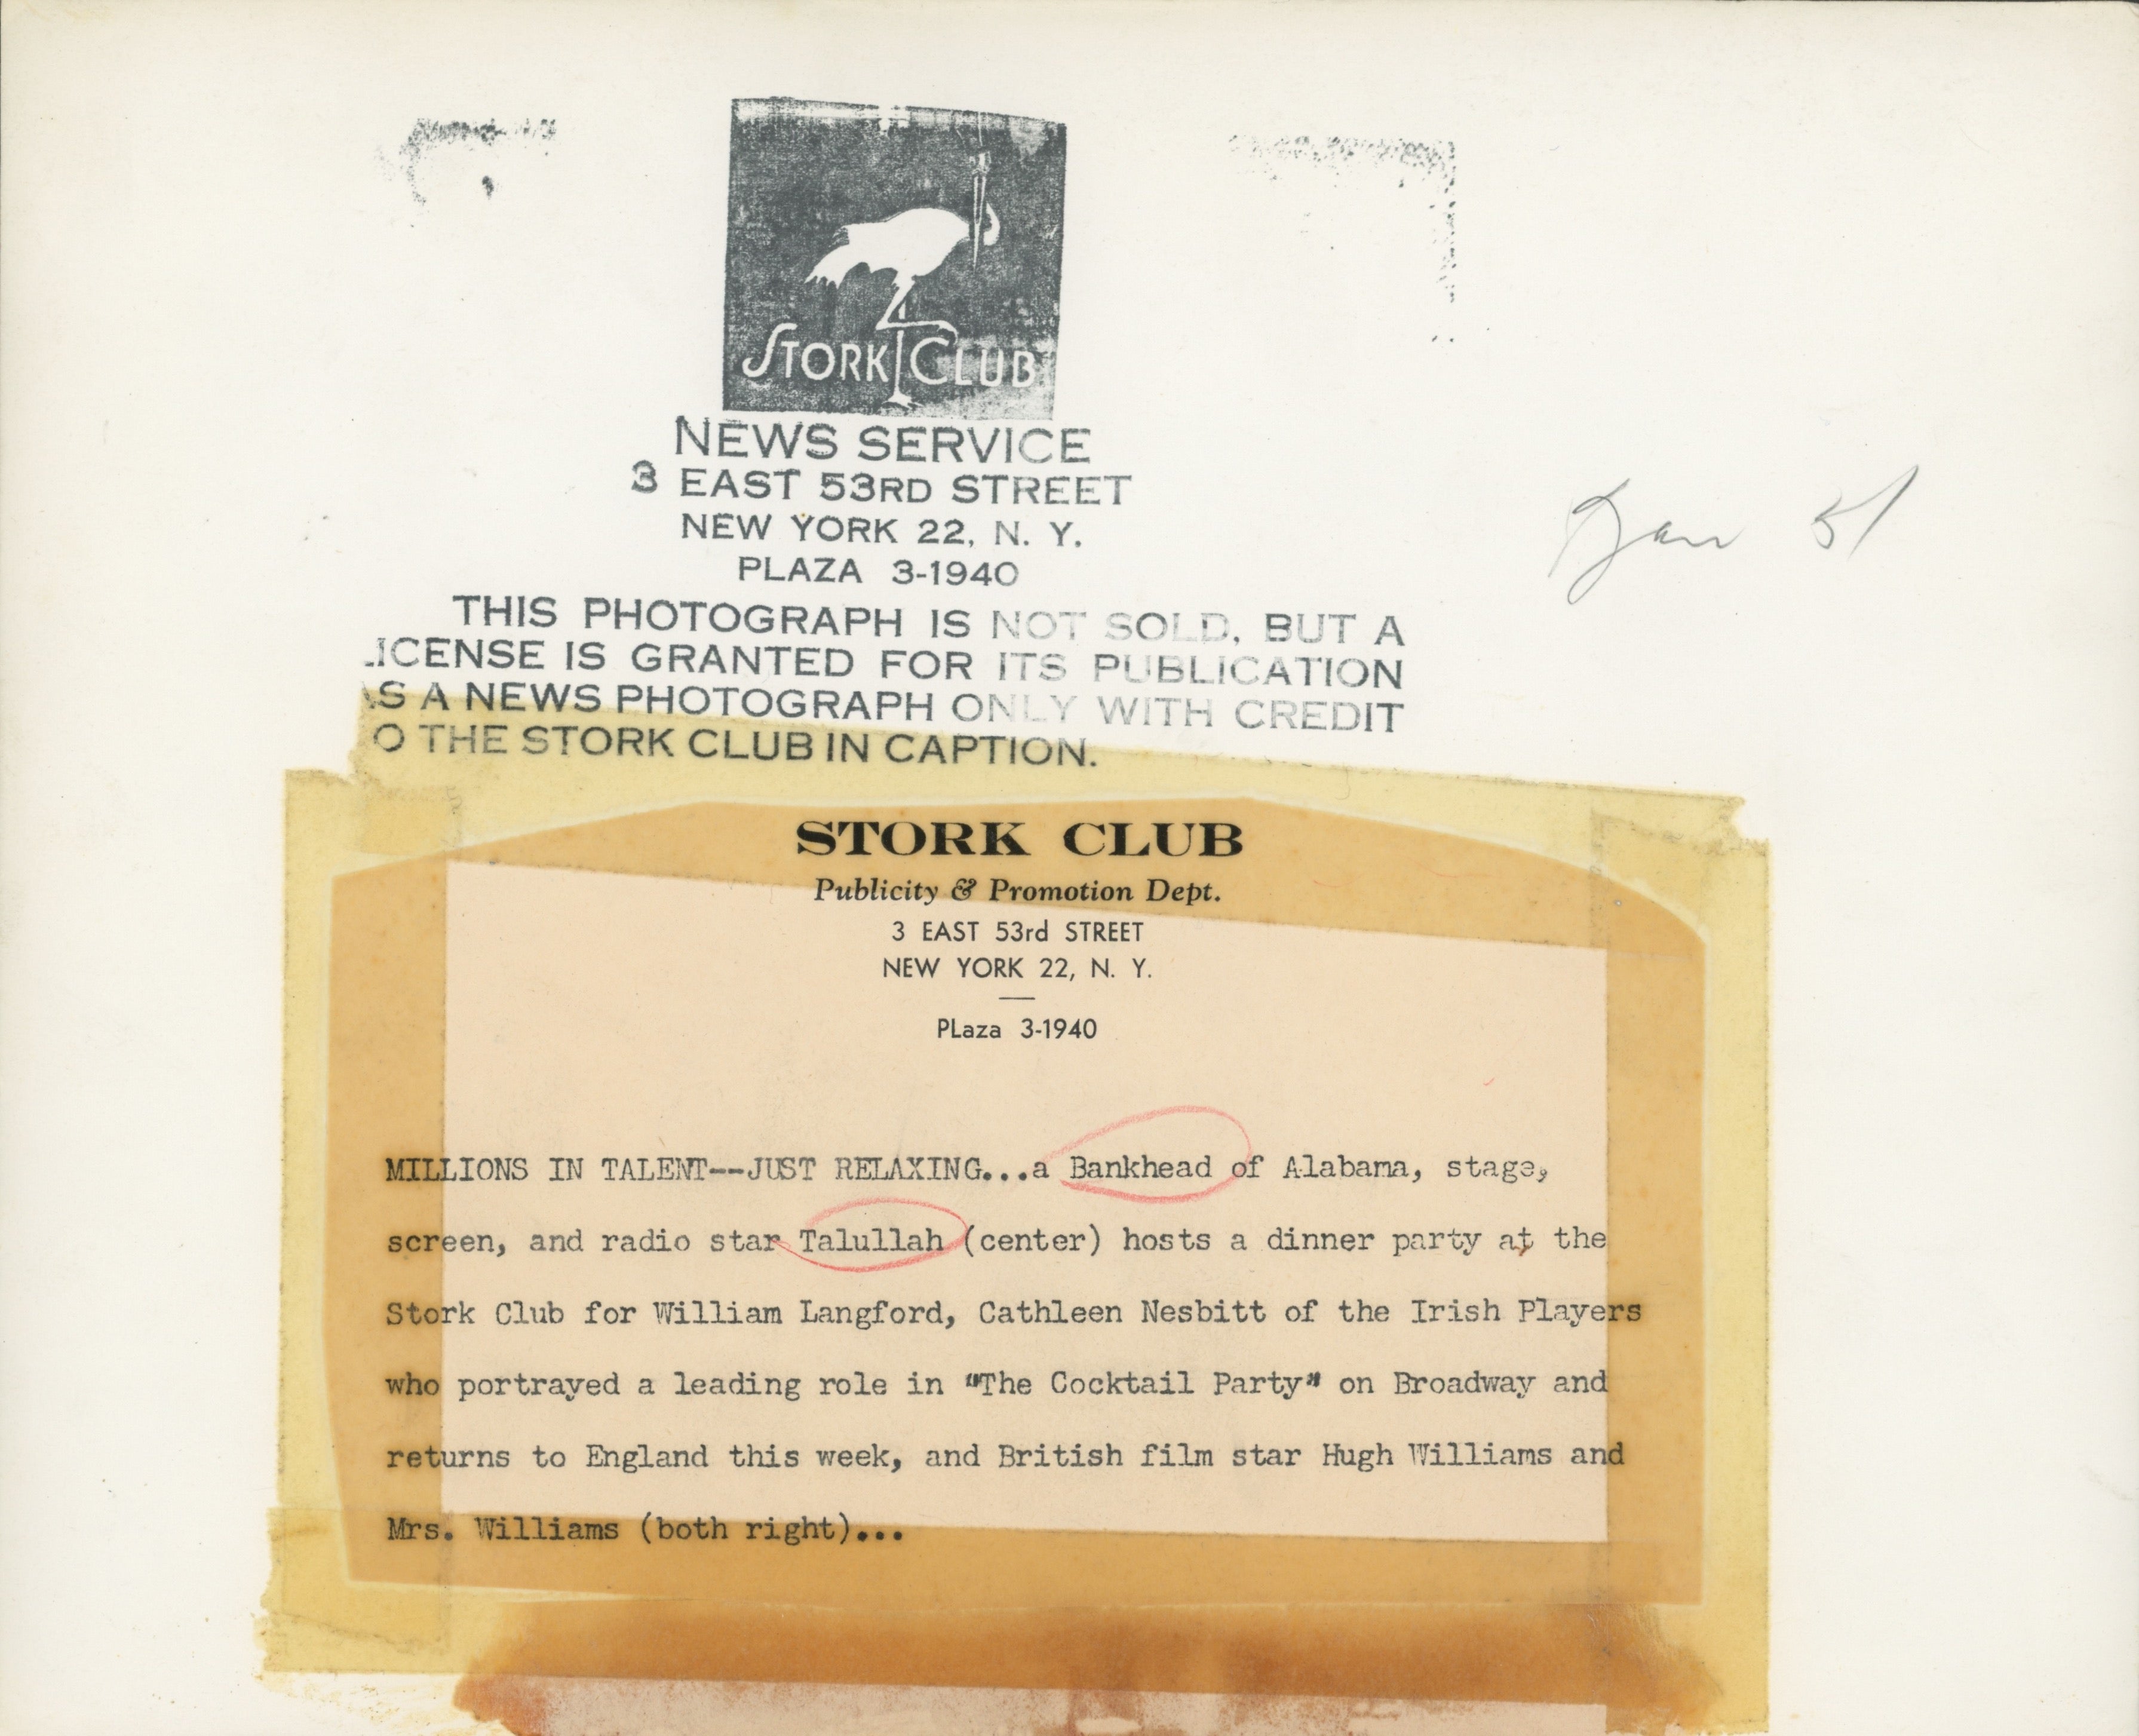 STORK CLUB
NEWS SERVICE
3 EAST 53RD STREET
NEW YORK 22, N. Y.
PLAZA 3-1940
THIS PHOTOGRAPH IS NOT SOLD, BUT A
LICENSE IS GRANTED FOR ITS PUBLICATION
AS A NEWS PHOTOGRAPH ONLY WITH CREDIT
O THE STORK CLUB IN CAPTION.
Jan 51
STORK CLUB
Publicity & Promotion Dept.
3 EAST 53rd STREET
NEW YORK 22, N. Y.
PLaza 3-1940
MILLIONS IN TALENT--JUST RELAXING...a Bankhead of Alabama, stage,
screen, and radio star Talullah (center) hosts a dinner party at the
Stork Club for William Langford, Cathleen Nesbitt of the Irish Players
who portrayed a leading role in "The Cocktail Party" on Broadway and
returns to England this week, and British film star Hugh Williams and
Mrs. Williams (both right)...